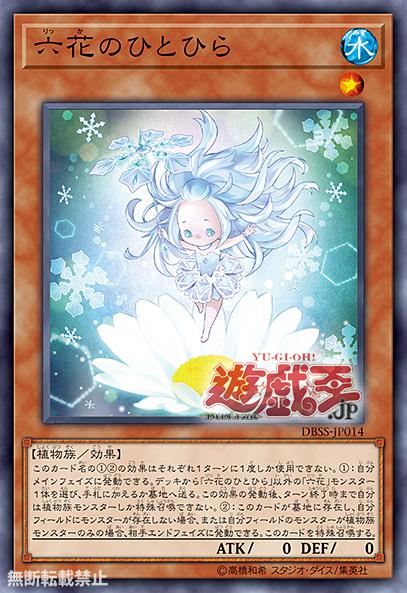 六花のひとひら
水
YU-GI-OH!
遊戯王
.jp
DBSS-JP014
【植物族／効果】
このカード名の①②の効果はそれぞれ１ターンに１度しか使用できない。①：自分
メインフェイズに発動できる。デッキから「六花のひとひら」以外の「六花」モンスター
１体を選び、手札に加えるか墓地へ送る。この効果の発動後、ターン終了時まで自分
は植物族モンスターしか特殊召喚できない。②：このカードが墓地に存在し、自分
フィールドにモンスターが存在しない場合、または自分フィールドのモンスターが植物族
モンスターのみの場合、相手エンドフェイズに発動できる。このカードを特殊召喚する。
ATK/ 0 DEF/ 0
無断転載禁止
©高橋和希 スタジオ・ダイス/集英社